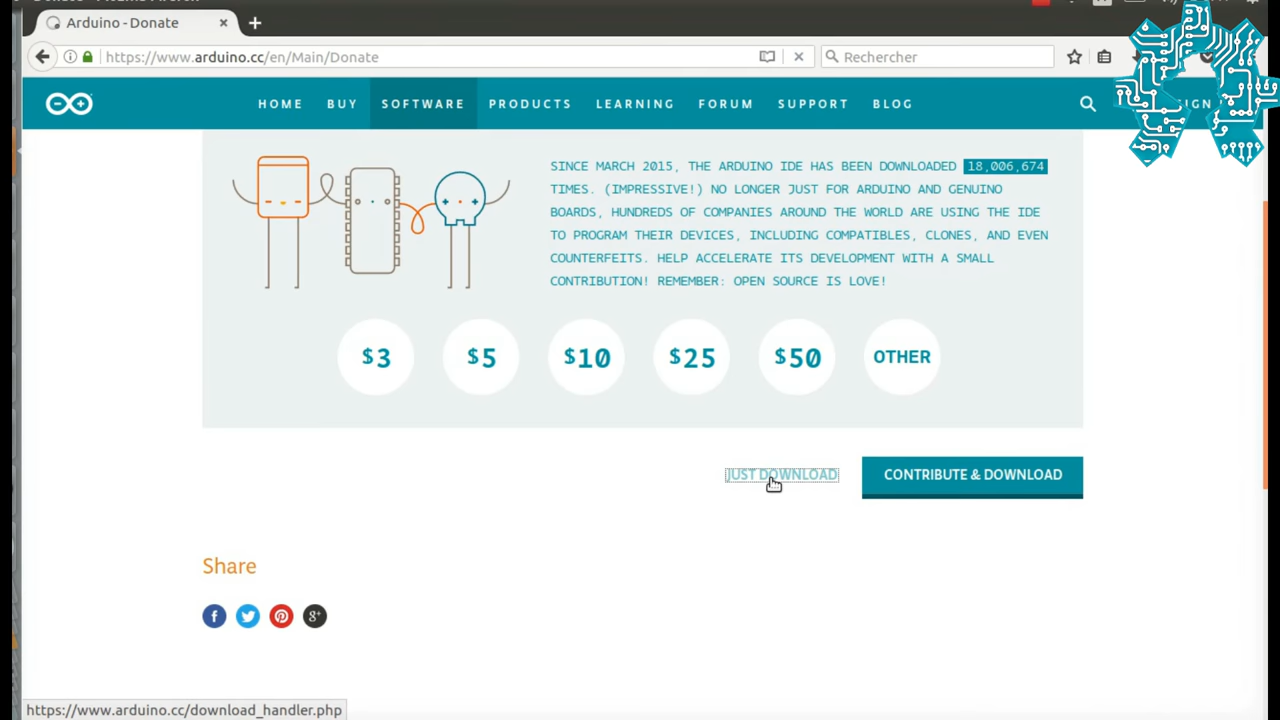 Arduino - Donate
https://www.arduino.cc/en/Main/Donate
Rechercher
HOME BUY SOFTWARE PRODUCTS LEARNING FORUM SUPPORT BLOG SIGN
SINCE MARCH 2015, THE ARDUINO IDE HAS BEEN DOWNLOADED 18,006,674
TIMES. (IMPRESSIVE!) NO LONGER JUST FOR ARDUINO AND GENUINO
BOARDS, HUNDREDS OF COMPANIES AROUND THE WORLD ARE USING THE IDE
TO PROGRAM THEIR DEVICES, INCLUDING COMPATIBLES, CLONES, AND EVEN
COUNTERFEITS. HELP ACCELERATE ITS DEVELOPMENT WITH A SMALL
CONTRIBUTION! REMEMBER: OPEN SOURCE IS LOVE!
$3 $5 $10 $25 $50 OTHER
JUST DOWNLOAD CONTRIBUTE & DOWNLOAD
Share
https://www.arduino.cc/download_handler.php